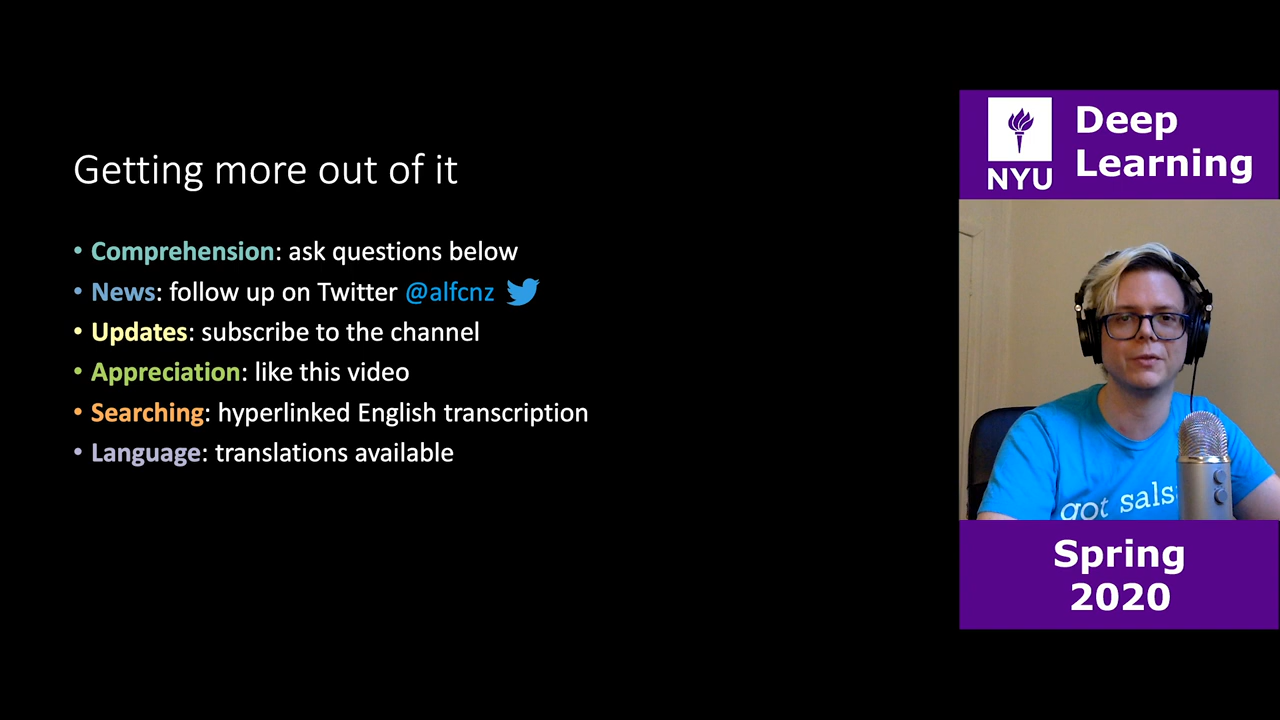 Getting more out of it
• Comprehension: ask questions below
• News: follow up on Twitter @alfcnz
• Updates: subscribe to the channel
• Appreciation: like this video
• Searching: hyperlinked English transcription
• Language: translations available
NYU
Deep
Learning
got
Spring
2020